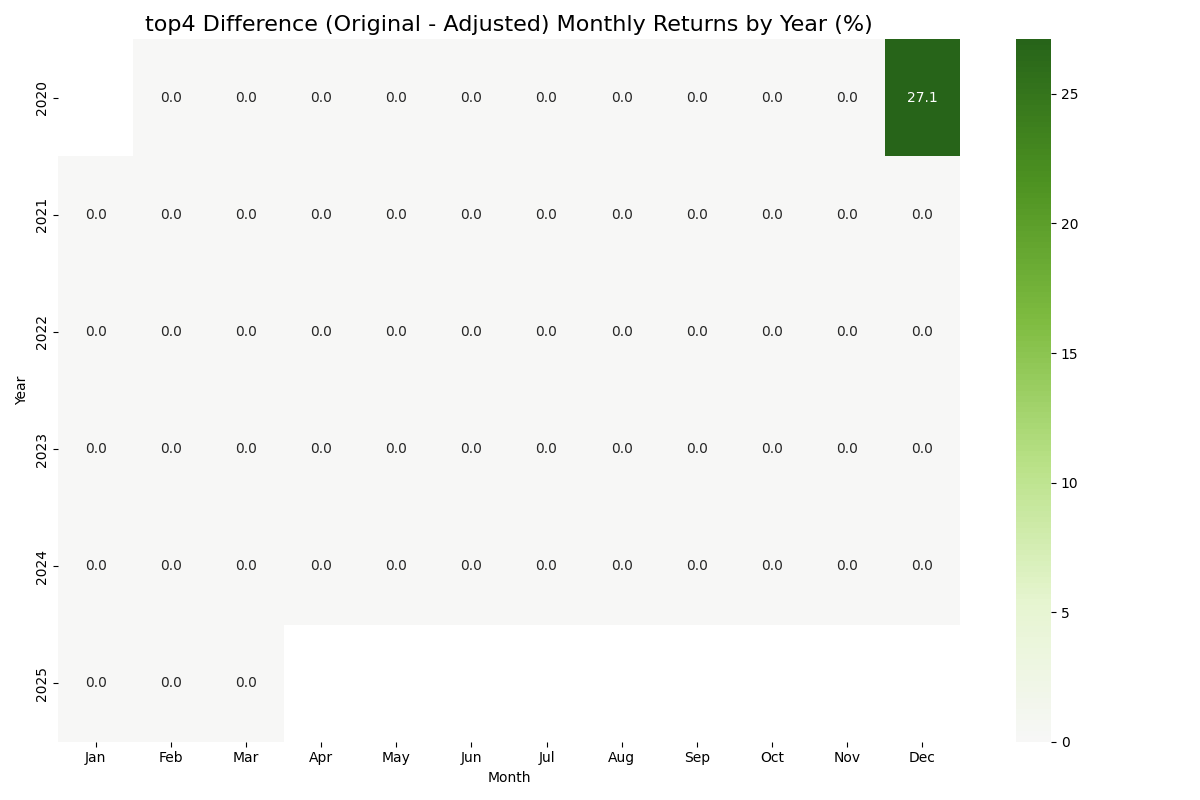 top4 Difference (Original - Adjusted) Monthly Returns by Year (%)
2020 0.0 0.0 0.0 0.0 0.0 0.0 0.0 0.0 0.0 0.0 27.1
2021 0.0 0.0 0.0 0.0 0.0 0.0 0.0 0.0 0.0 0.0 0.0 0.0
2022 0.0 0.0 0.0 0.0 0.0 0.0 0.0 0.0 0.0 0.0 0.0 0.0
2023 0.0 0.0 0.0 0.0 0.0 0.0 0.0 0.0 0.0 0.0 0.0 0.0
2024 0.0 0.0 0.0 0.0 0.0 0.0 0.0 0.0 0.0 0.0 0.0 0.0
2025 0.0 0.0 0.0
Year
Jan Feb Mar Apr May Jun Jul Aug Sep Oct Nov Dec
Month
25
20
15
10
5
0